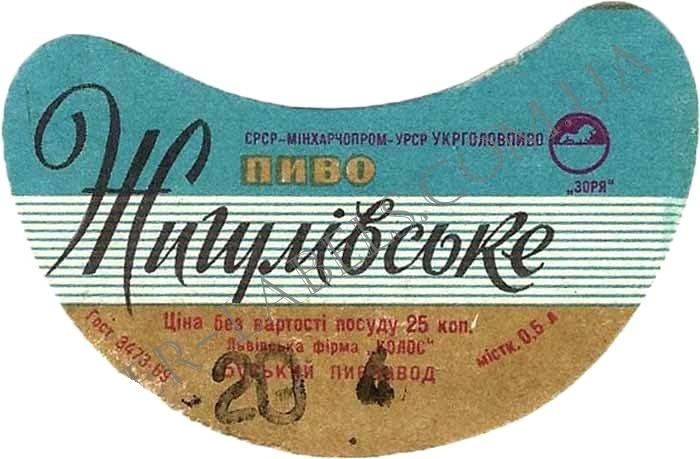 СРСР-МІНХАРЧОПРОМ-УРСР УКРГОЛОВПИВО
ПИВО
„ЗОРЯ"
Жигулівське
Ціна без вартості посуду 25 коп.
Гост 3473-69
Львівська фірма „КОЛОС"
містк. 0,5 л
Буський пивзавод
20 4